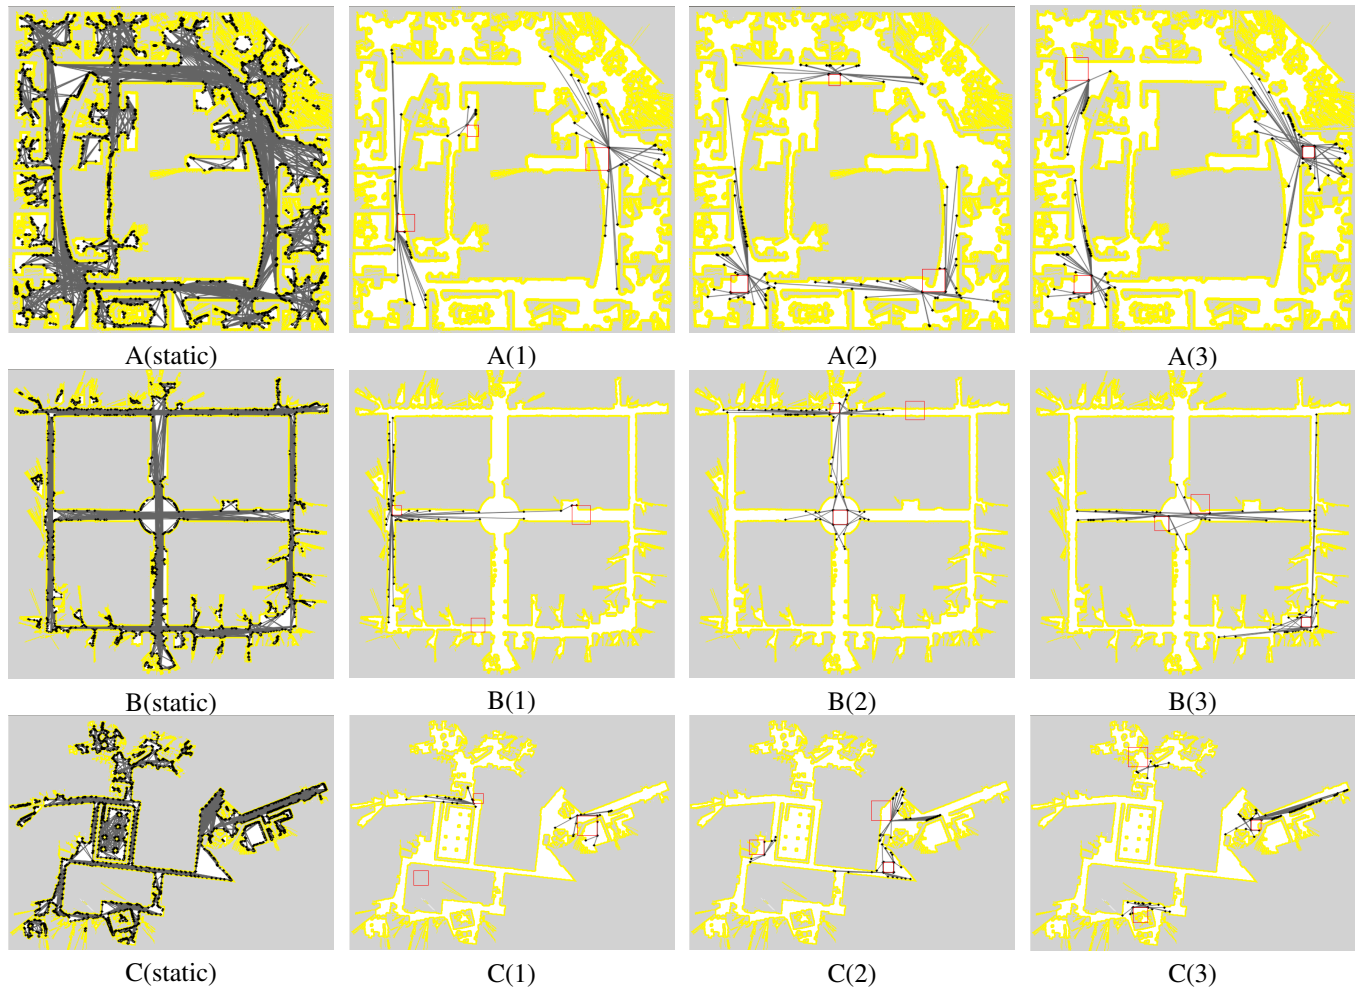 A(static) A(1) A(2) A(3)
B(static) B(1) B(2) B(3)
C(static) C(1) C(2) C(3)